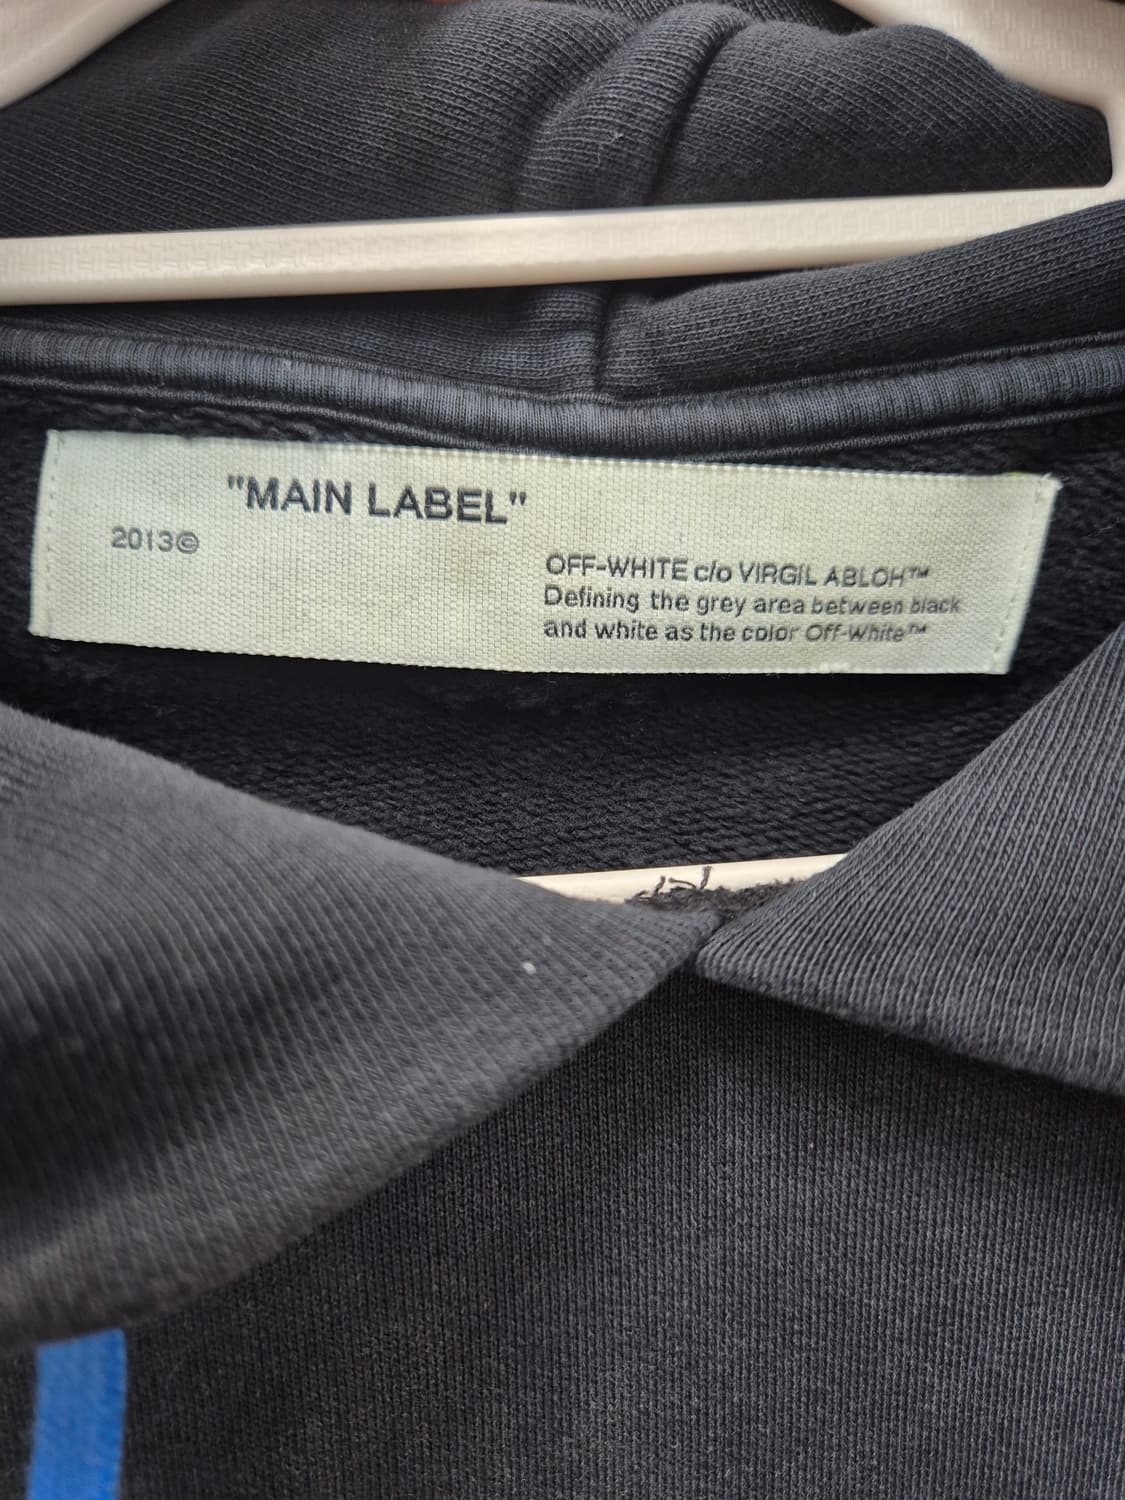 "MAIN LABEL"
2013©
OFF-WHITE c/o VIRGIL ABLOH™
Defining the grey area between black
and white as the color Off-White™